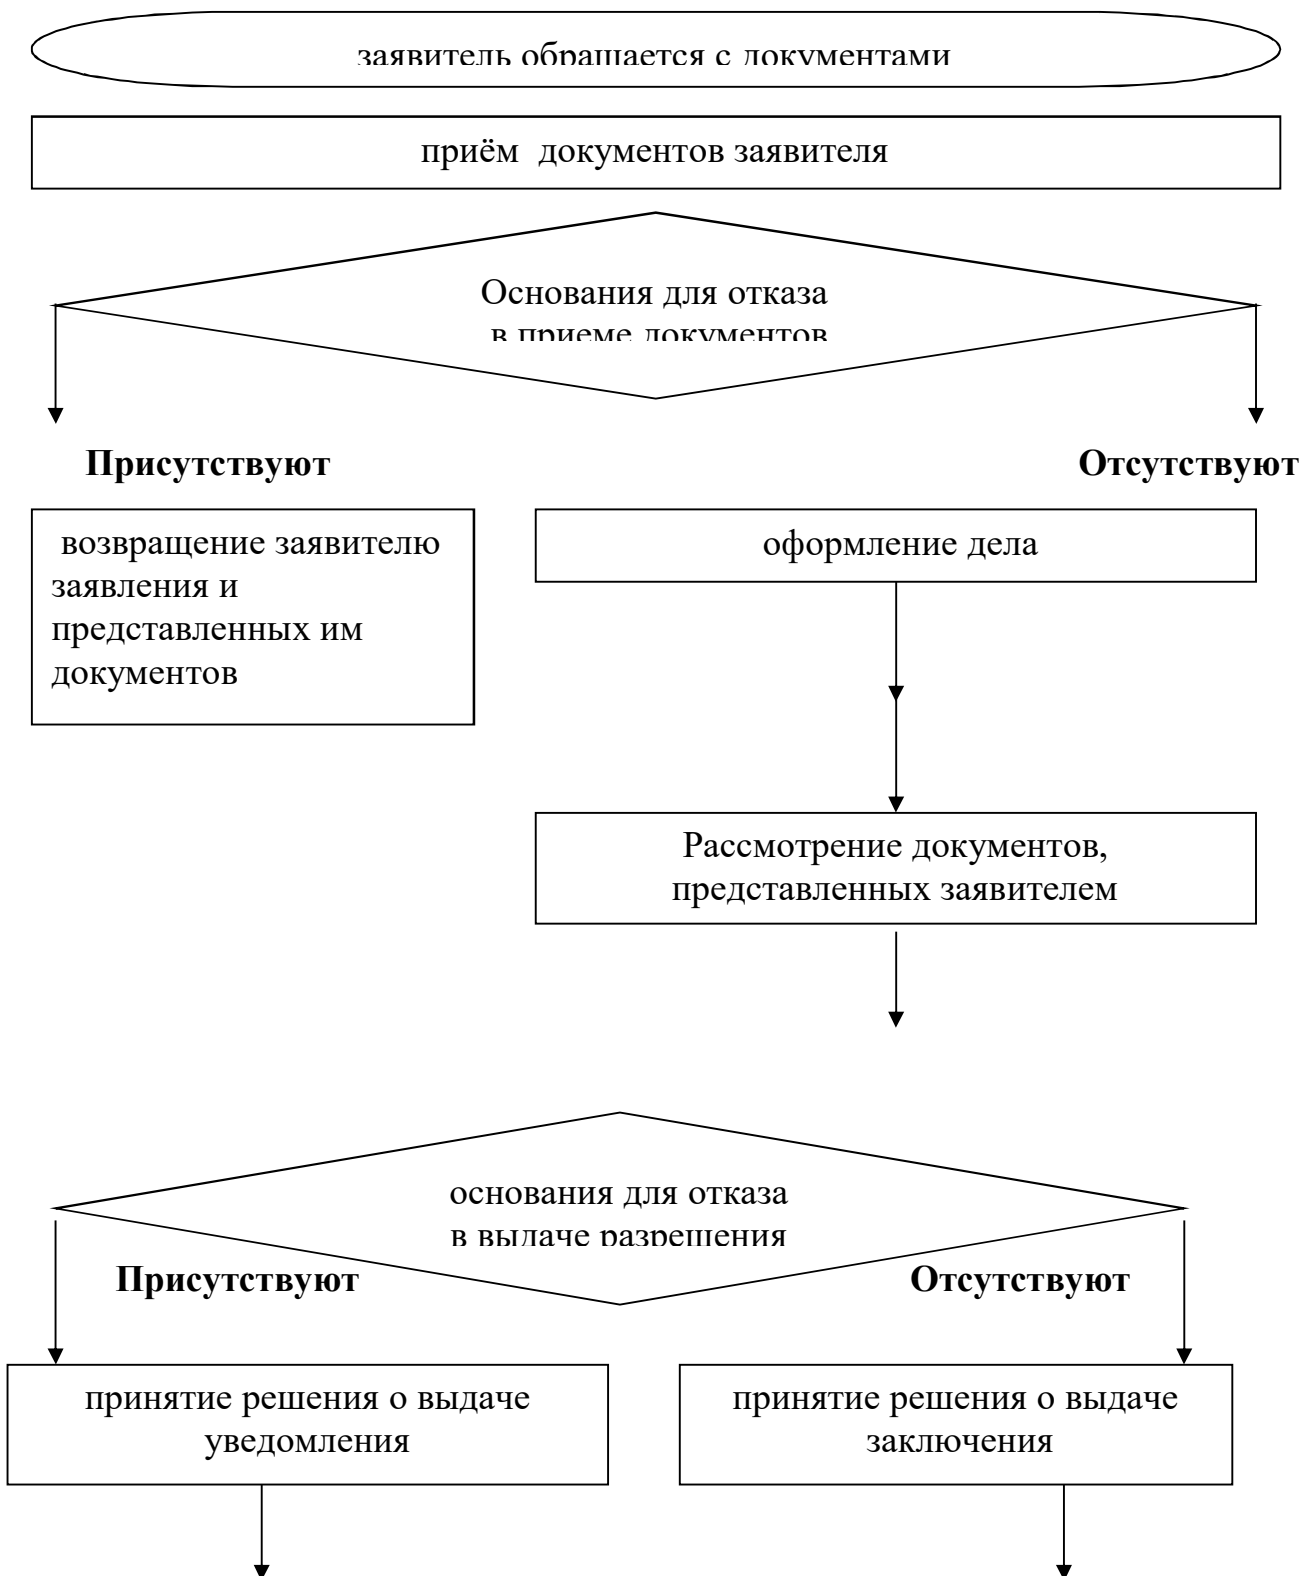 заявитель обращается с документами
приём документов заявителя
Основания для отказа
в приеме документов
Присутствуют
Отсутствуют
возвращение заявителю
заявления и
представленных им
документов
оформление дела
Рассмотрение документов,
представленных заявителем
основания для отказа
в выдаче разрешения
Присутствуют
Отсутствуют
принятие решения о выдаче
уведомления
принятие решения о выдаче
заключения